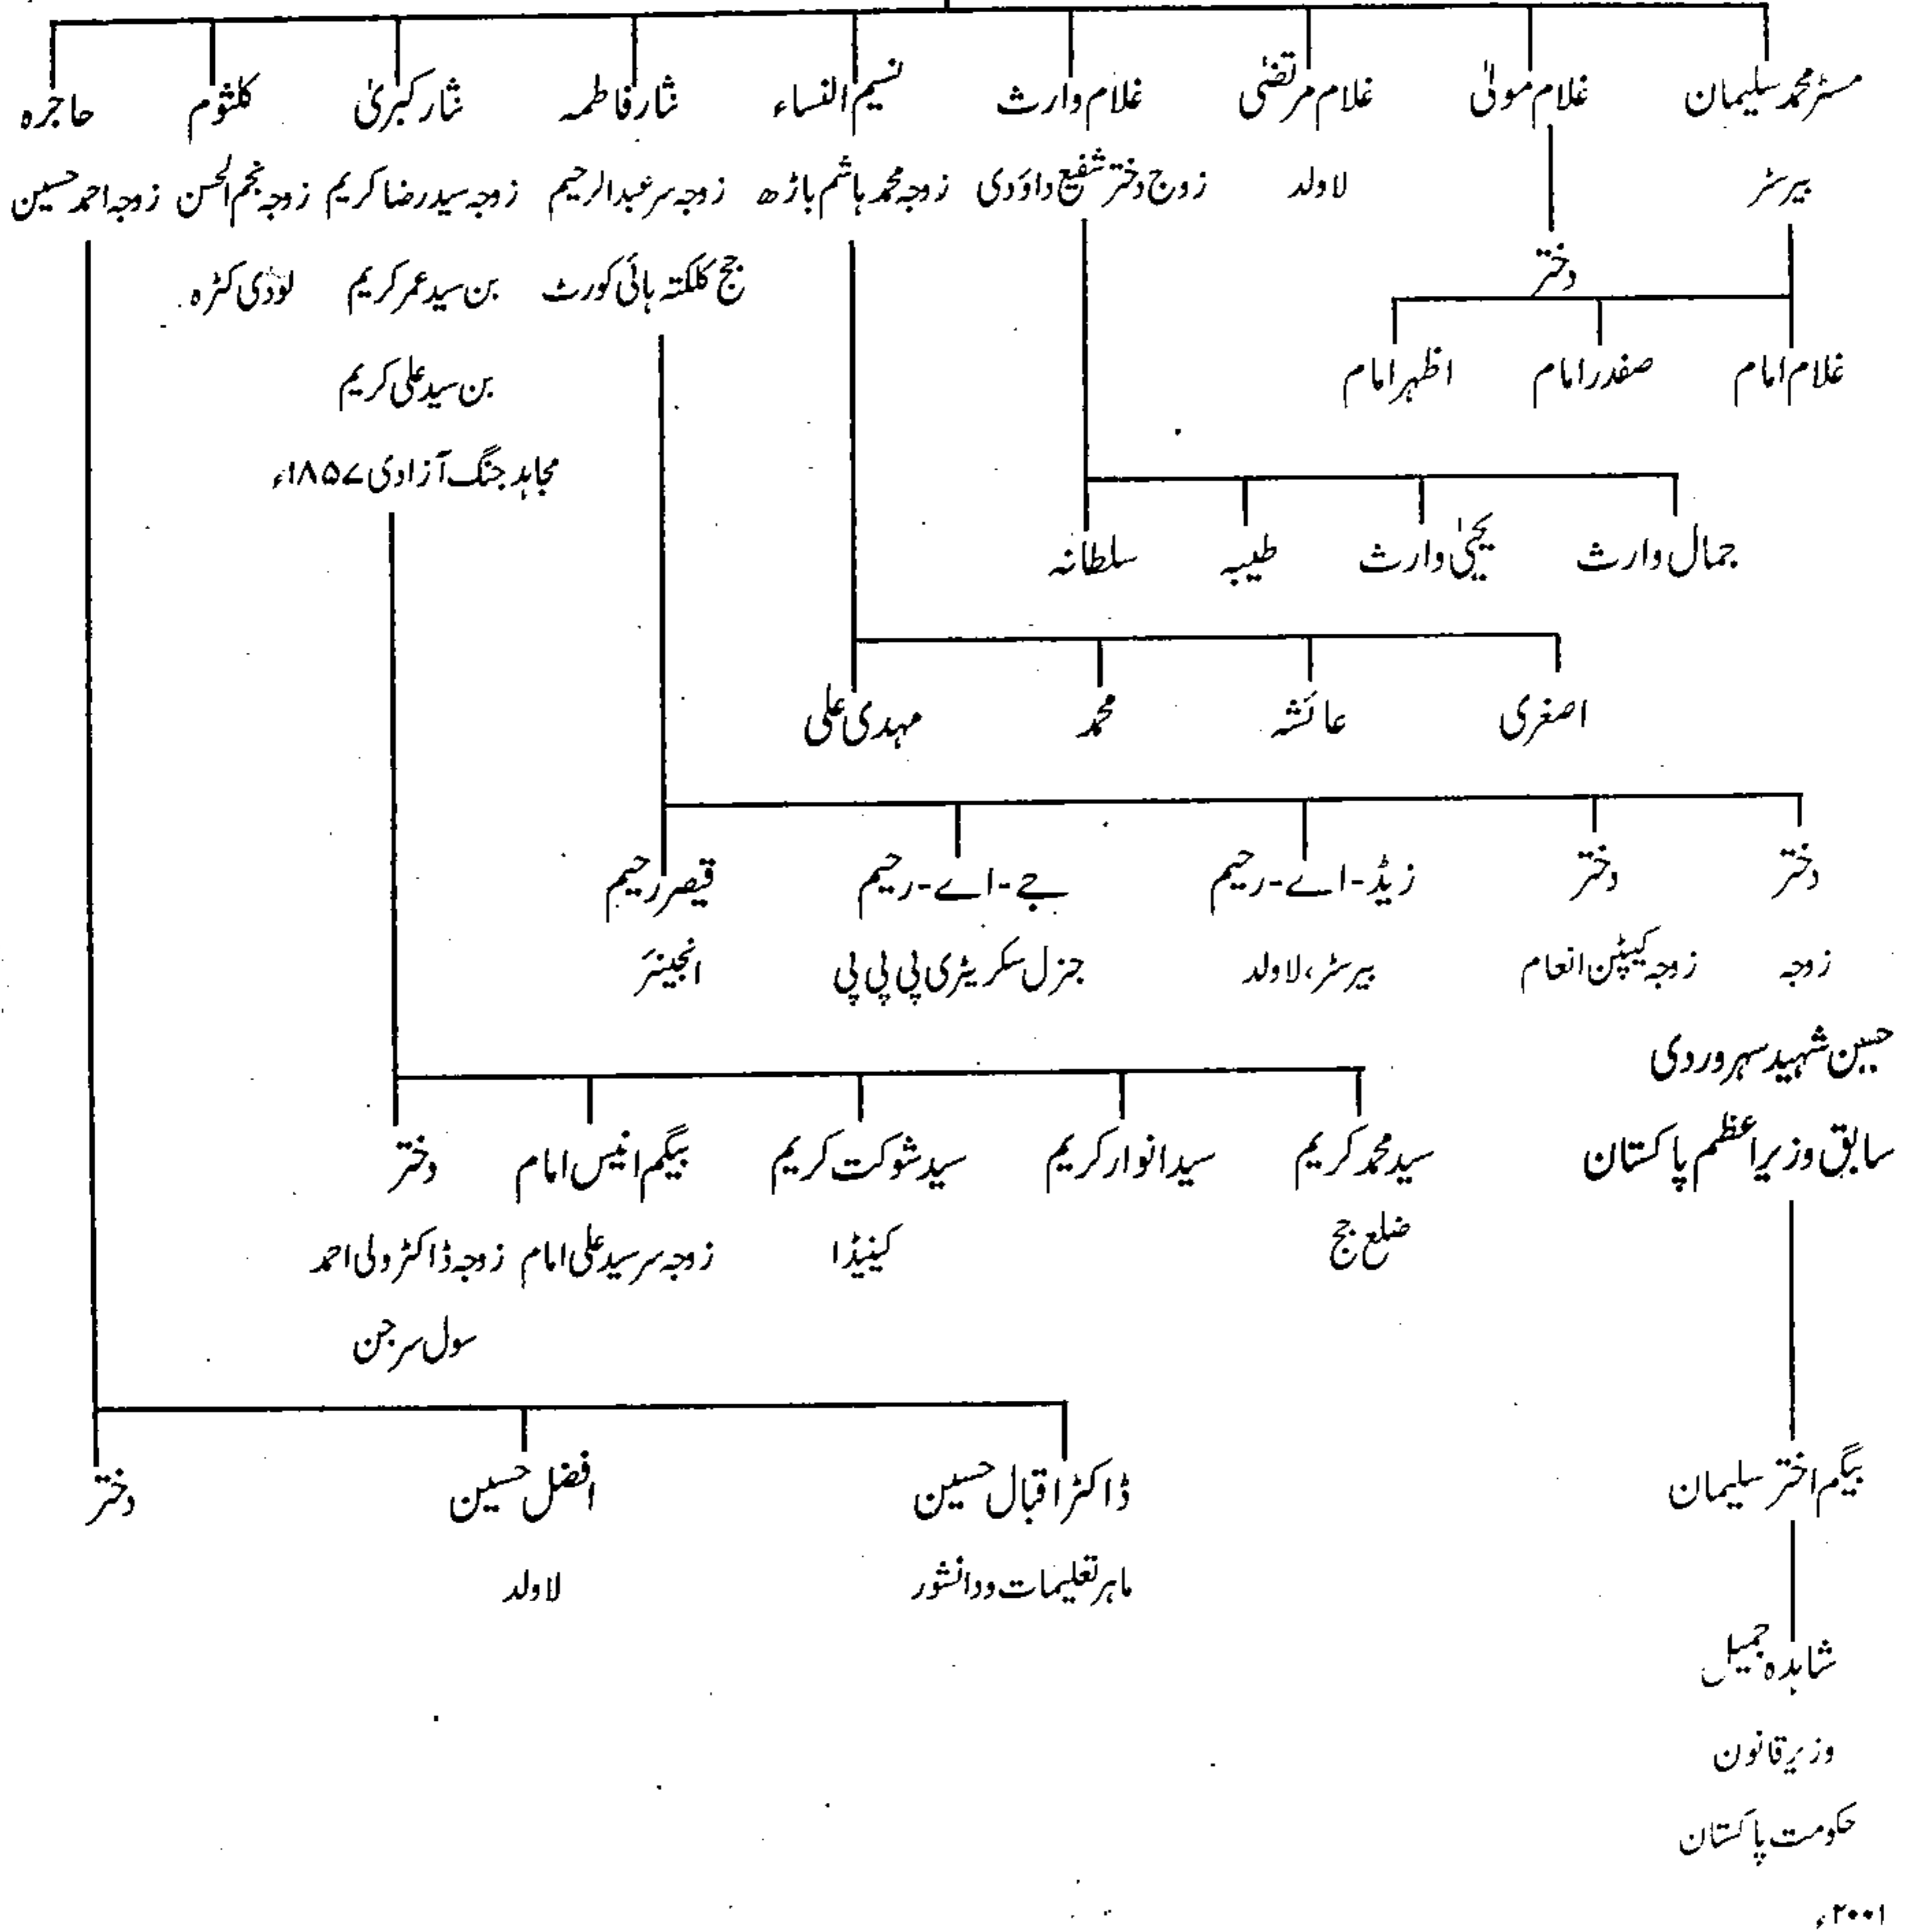 مسٹر محمد سلیمان غلام مولیٰ غلام مرتضیٰ غلام وارث نسیم النساء نثار فاطمہ نثار کبریٰ کلثوم حاجرہ
بیرسٹر لاولد زوج دختر شفیع داؤدی زوجہ محمد ہاشم باڑھ زوجہ سر عبدالرحیم زوجہ سید رضا کریم زوجہ نجم الحسن زوجہ احمد حسین
دختر جج کلکتہ ہائی کورٹ بن سید عمر کریم لودی کٹرہ
غلام امام صفدر امام اظہر امام بن سید علی کریم
مجاہد جنگ آزادی ۱۸۵۷ء
جمال وارث یحییٰ وارث طیبہ سلطانہ
اصغری عائشہ محمد مہدی علی
دختر دختر زیڈ-اے-رحیم جے-اے-رحیم قیصر رحیم
زوجہ زوجہ کیپٹن انعام بیرسٹر، لاولد جنرل سکریٹری پی پی پی انجینئر
حسین شہید سہروردی
سابق وزیر اعظم پاکستان سید محمد کریم سید انوار کریم سید شوکت کریم بیگم انیس امام دختر
ضلع جج کینیڈا زوجہ سر سید علی امام زوجہ ڈاکٹر ولی احمد
سول سرجن
بیگم اختر سلیمان ڈاکٹر اقبال حسین افضل حسین دختر
ماہر تعلیمات ودانشور لاولد
شاہدہ جمیل
وزیر قانون
حکومت پاکستان
۲۰۰۱ء